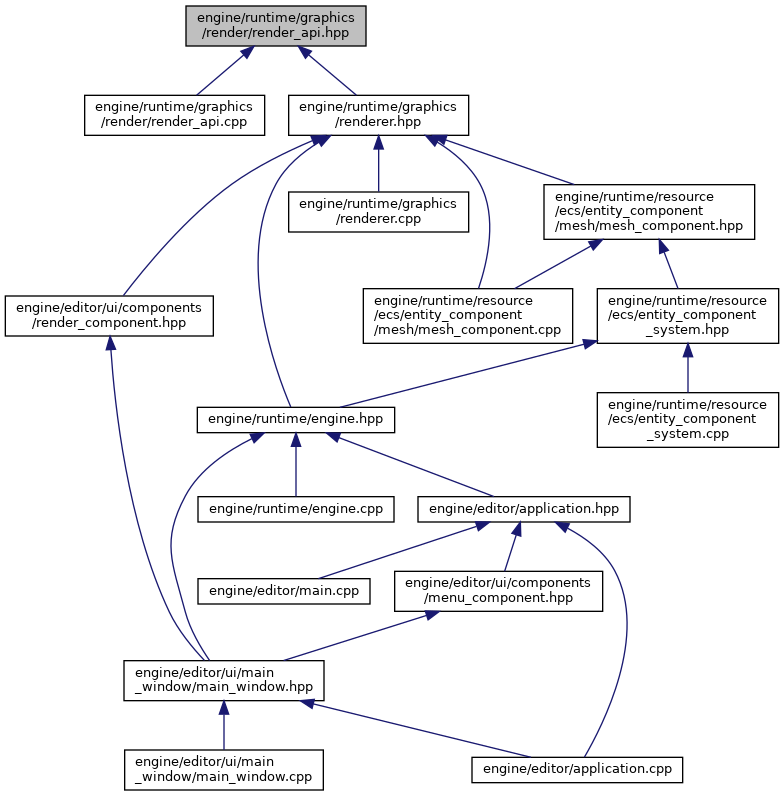 engine/runtime/graphics
/render/render_api.hpp
engine/runtime/graphics
/render/render_api.cpp
engine/runtime/graphics
/renderer.hpp
engine/runtime/graphics
/renderer.cpp
engine/runtime/resource
/ecs/entity_component
/mesh/mesh_component.hpp
engine/editor/ui/components
/render_component.hpp
engine/runtime/resource
/ecs/entity_component
/mesh/mesh_component.cpp
engine/runtime/resource
/ecs/entity_component
_system.hpp
engine/runtime/engine.hpp
engine/runtime/resource
/ecs/entity_component
_system.cpp
engine/runtime/engine.cpp
engine/editor/application.hpp
engine/editor/main.cpp
engine/editor/ui/components
/menu_component.hpp
engine/editor/ui/main
_window/main_window.hpp
engine/editor/ui/main
_window/main_window.cpp
engine/editor/application.cpp